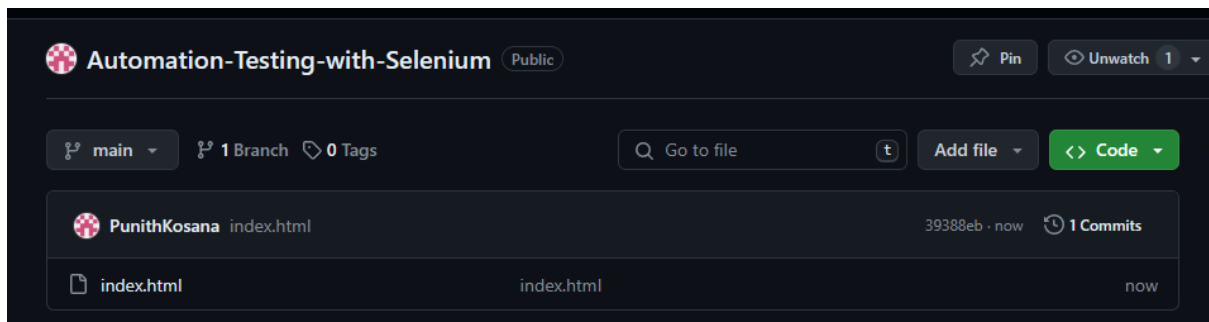 Automation-Testing-with-Selenium Public Pin Unwatch 1
main 1 Branch 0 Tags Go to file t Add file <> Code
PunithKosana index.html 39388eb · now 1 Commits
index.html index.html now